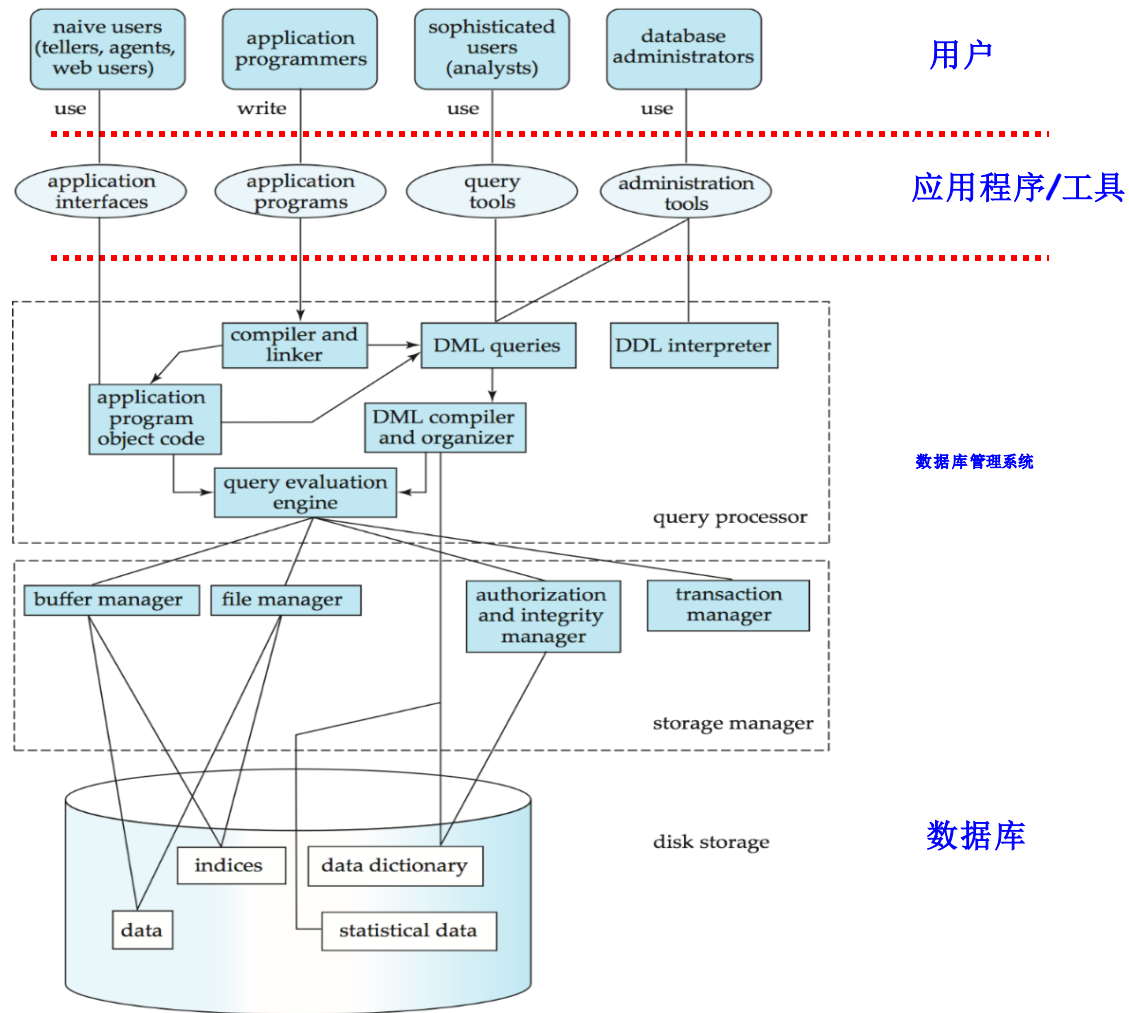 naive users
(tellers, agents,
web users)
application
programmers
sophisticated
users
(analysts)
database
administrators
用户
use
write
use
use
application
interfaces
application
programs
query
tools
administration
tools
应用程序/工具
compiler and
linker
DML queries
DDL interpreter
application
program
object code
DML compiler
and organizer
数据库管理系统
query evaluation
engine
query processor
buffer manager
file manager
authorization
and integrity
manager
transaction
manager
storage manager
indices
data dictionary
disk storage
数据库
data
statistical data